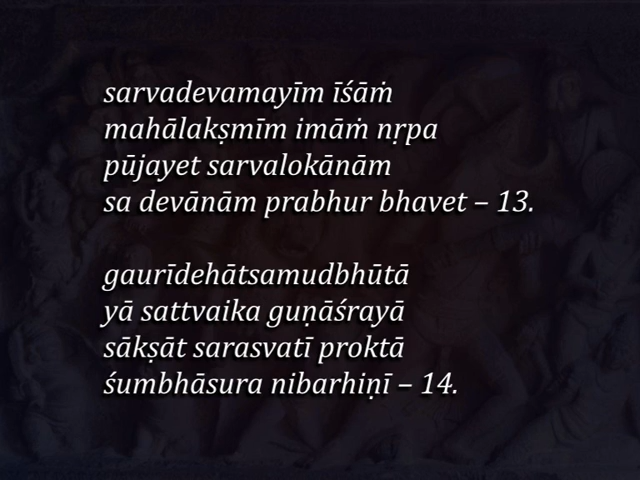 sarvadevamayīm īśāṁ
mahālakṣmīm imāṁ nṛpa
pūjayet sarvalokānām
sa devānām prabhur bhavet – 13.
gaurīdehātsamudbhūtā
yā sattvaika guṇāśrayā
sākṣāt sarasvatī proktā
śumbhāsura nibarhiṇī – 14.